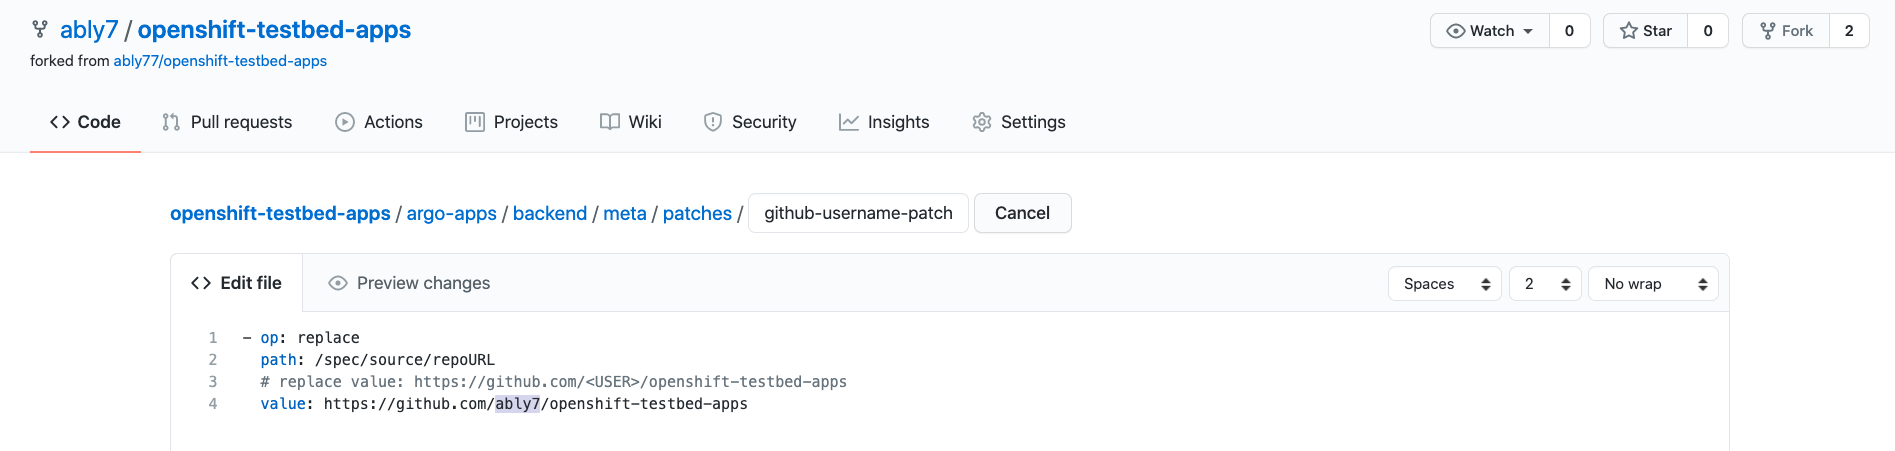 ably7 / openshift-testbed-apps
Watch 0 Star 0 Fork 2
forked from ably77/openshift-testbed-apps
Code Pull requests Actions Projects Wiki Security Insights Settings
openshift-testbed-apps / argo-apps / backend / meta / patches / github-username-patch Cancel
Edit file Preview changes Spaces 2 No wrap
1 - op: replace
2 path: /spec/source/repoURL
3 # replace value: https://github.com/<USER>/openshift-testbed-apps
4 value: https://github.com/ably7/openshift-testbed-apps